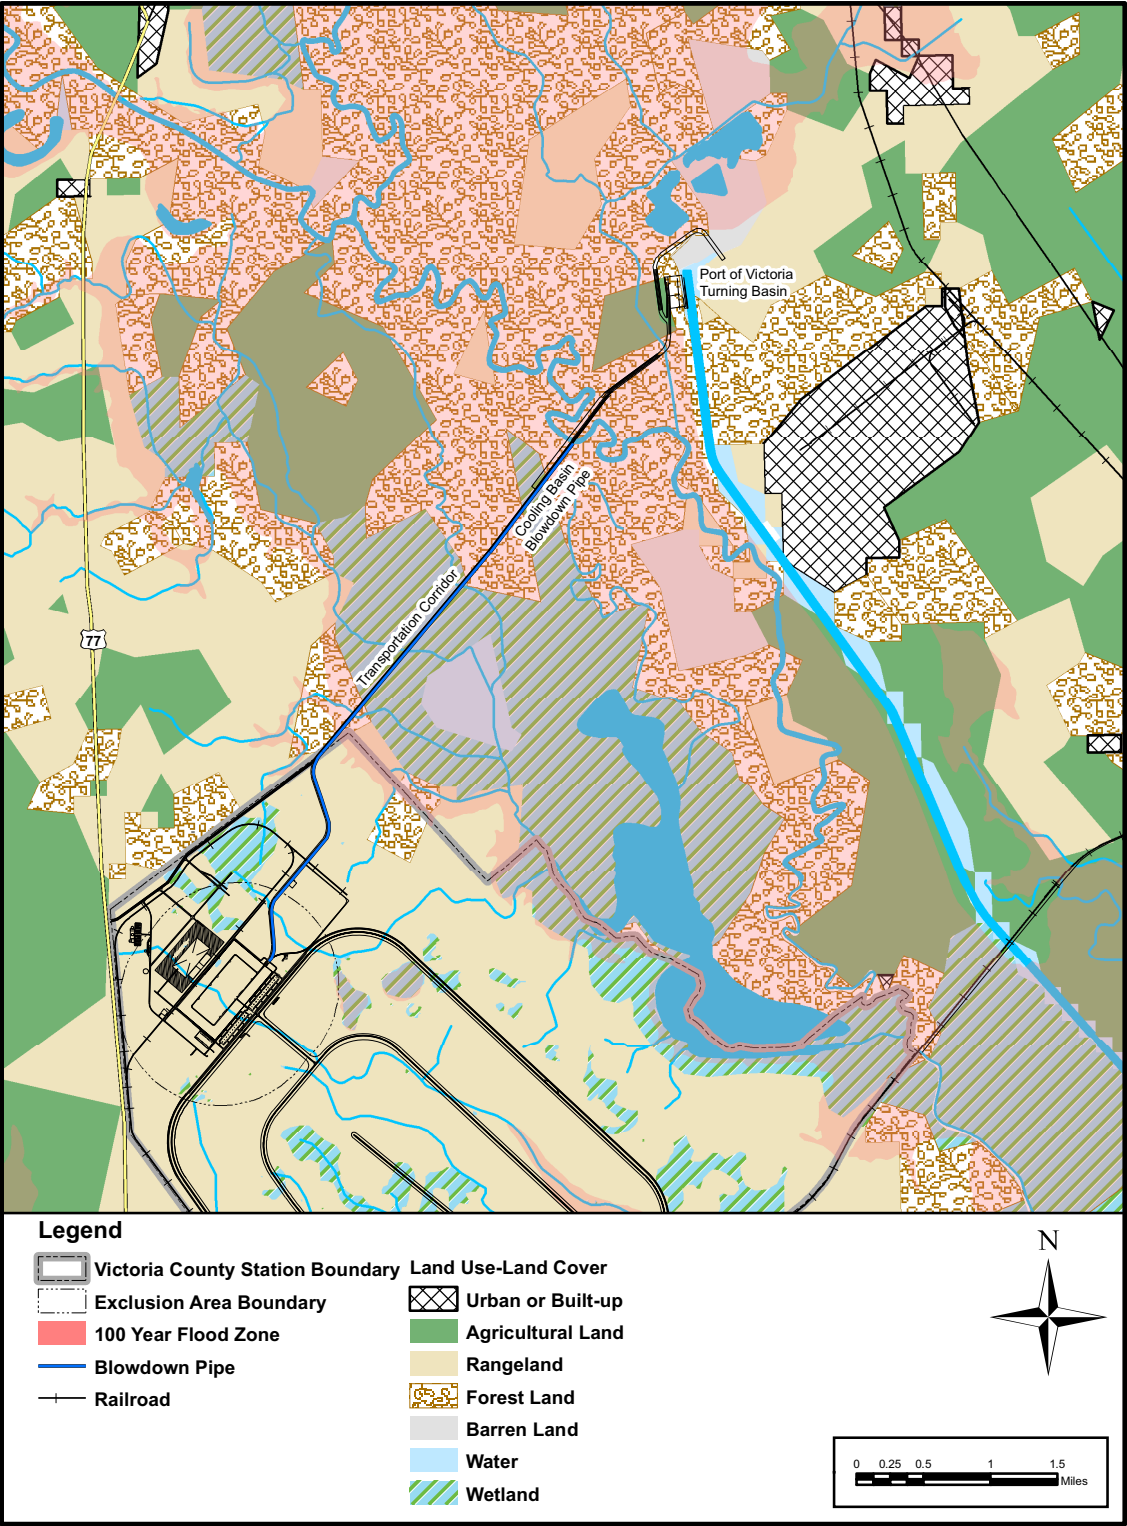 Port of Victoria
Turning Basin
Cooling Basin
Blowdown Pipe
Transportation Corridor
77
Legend
Victoria County Station Boundary
Exclusion Area Boundary
100 Year Flood Zone
Blowdown Pipe
Railroad
Land Use-Land Cover
Urban or Built-up
Agricultural Land
Rangeland
Forest Land
Barren Land
Water
Wetland
N
0 0.25 0.5 1 1.5
Miles